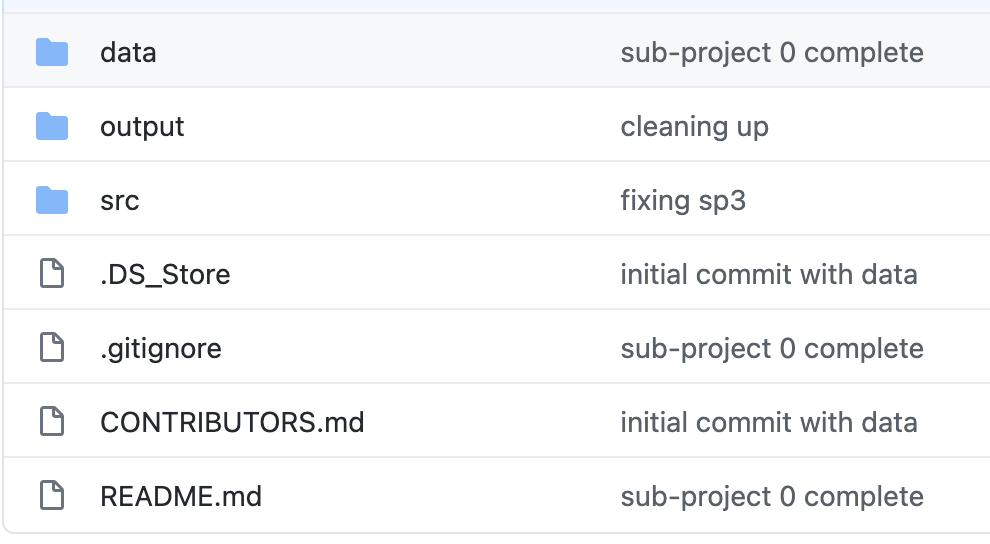 data sub-project 0 complete
output cleaning up
src fixing sp3
.DS_Store initial commit with data
.gitignore sub-project 0 complete
CONTRIBUTORS.md initial commit with data
README.md sub-project 0 complete